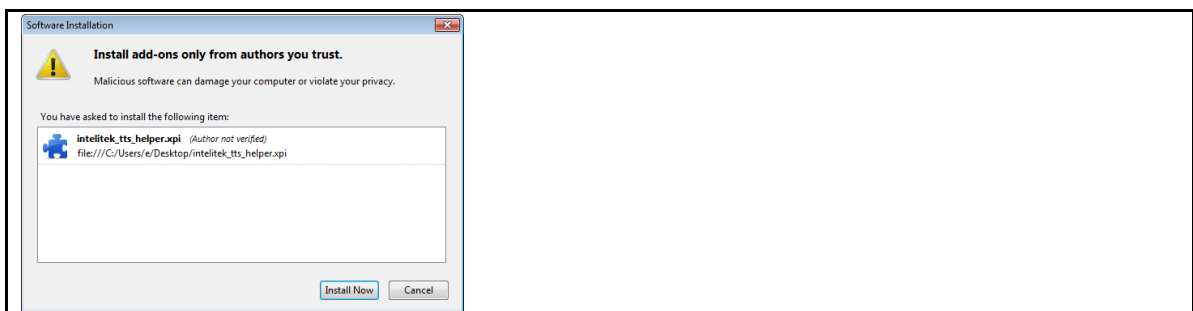 Software Installation
Install add-ons only from authors you trust.
Malicious software can damage your computer or violate your privacy.
You have asked to install the following item:
intelitek_tts_helper.xpi (Author not verified)
file:///C:/Users/e/Desktop/intelitek_tts_helper.xpi
Install Now Cancel